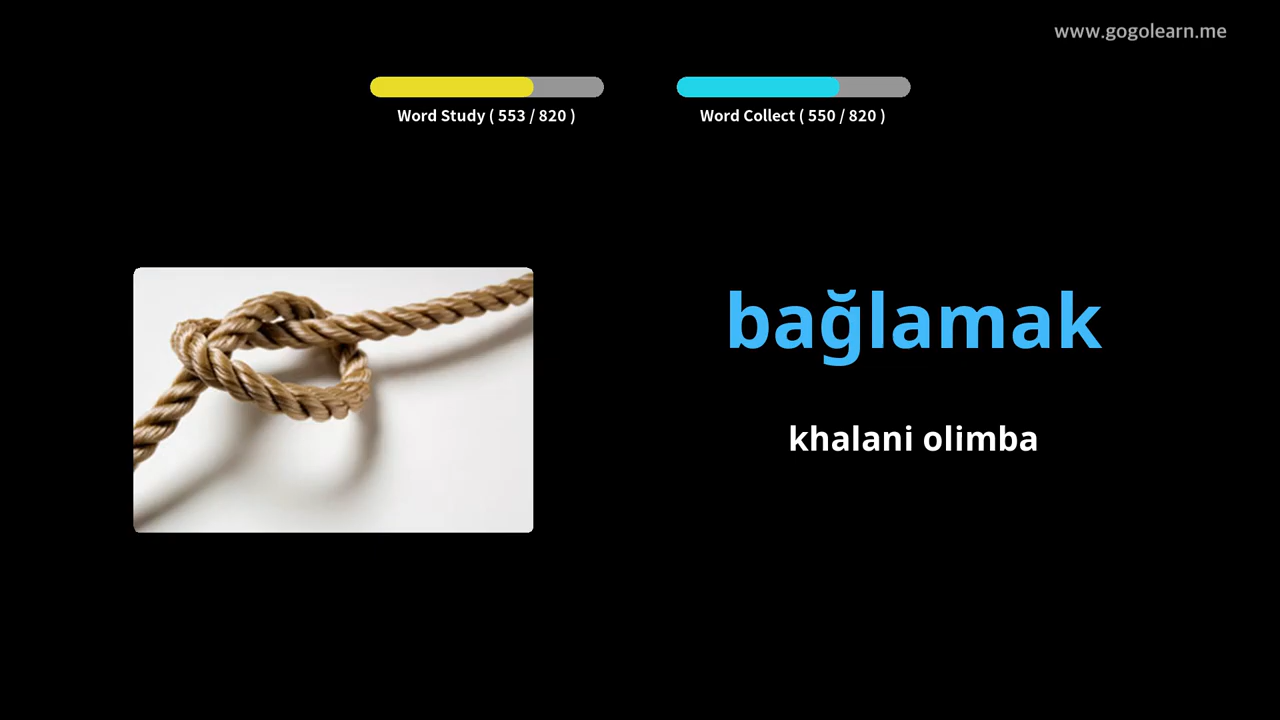 www.gogolearn.me
Word Study ( 553 / 820 )
Word Collect ( 550 / 820 )
bağlamak
khalani olimba